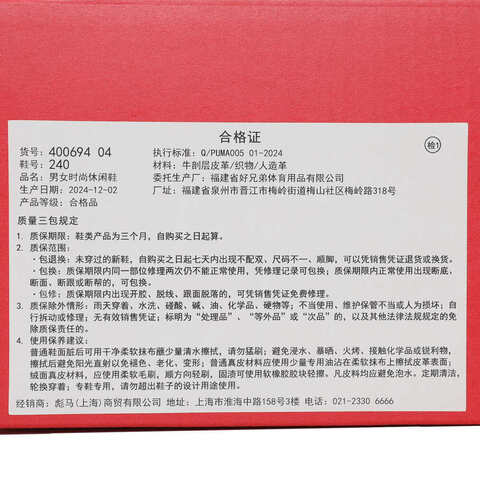 合格证
检1
货号: 400694 04
执行标准: Q/PUMA005 01-2024
鞋号: 240
材料: 牛剖层皮革/织物/人造革
品名: 男女时尚休闲鞋
委托生产厂: 福建省好兄弟体育用品有限公司
生产日期: 2024-12-02
厂址: 福建省泉州市晋江市梅岭街道梅山社区梅岭路318号
产品等级: 合格品
质量三包规定
1. 质保期限: 鞋类产品为三个月，自购买之日起算。
2. 质保范围:
·包退换: 未穿过的新鞋，自购买之日起七天内出现不配双、尺码不一、顺脚，可以凭销售凭证退货或换货。
·包换: 质保期限内同一部位修理两次仍不能正常使用，凭修理记录可包换; 质保期限内正常使用出现断底，
断面，断跟或断帮的，可包换。
·包修: 质保期限内出现开胶、脱线、跟面脱落的，可凭销售凭证免费修理。
3. 质保除外情形: 雨天穿着，水洗、碰酸、碱、油、化学品、硬物等; 不当使用、维护保管不当或人为损坏; 自
行拆动或修理; 无有效销售凭证; 标明为“处理品”、“等外品”或“次品”的，以及其他法律法规规定的免
除质保责任。
4. 使用保养建议:
普通鞋面脏后可用干净柔软抹布蘸少量清水擦拭，请勿猛刷; 避免浸水、暴晒、火烤、接触化学品或锐利物，
擦拭后避免阳光直射以免褪色、老化、变形; 普通真皮材质应使用少量专用油沾在柔软抹布上擦拭皮革表面;
绒面真皮材料，应使用柔软毛刷，顺方向轻刷，固渍可使用软橡胶胶块轻擦。凡皮料均应避免泡水。定期清洁，
轮换穿着; 专鞋专用，请勿超出鞋子的设计用途使用。
经销商: 彪马(上海)商贸有限公司 地址: 上海市淮海中路158号3楼 电话: 021-2330 6666